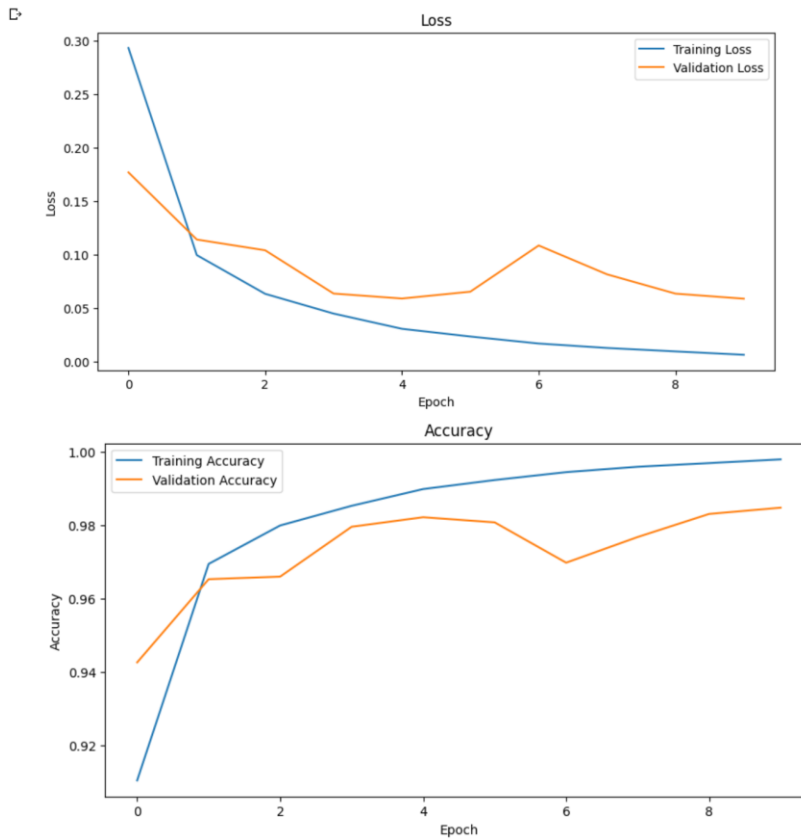 Loss
0.30
0.25
0.20
0.15
0.10
0.05
0.00
Loss
Training Loss
Validation Loss
0 2 4 6 8
Epoch
Accuracy
1.00
0.98
0.96
0.94
0.92
Accuracy
Training Accuracy
Validation Accuracy
0 2 4 6 8
Epoch